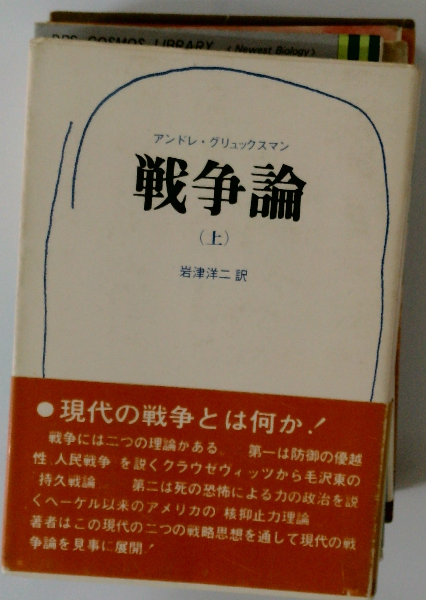 DPS COSMOS LIBRARY 〈Newest Biology〉
アンドレ・グリュックスマン
戦争論
(上)
岩津洋二 訳
●現代の戦争とは何か!
戦争には二つの理論かある。 第一は防御の優越
性、人民戦争 を説くクラウゼヴィッツから毛沢東の
持久戦論 第二は死の恐怖による力の政治を説
くヘーゲル以来のアメリカの 核抑止力理論
著者はこの現代の二つの戦略思想を通して現代の戦
争論を見事に展開!